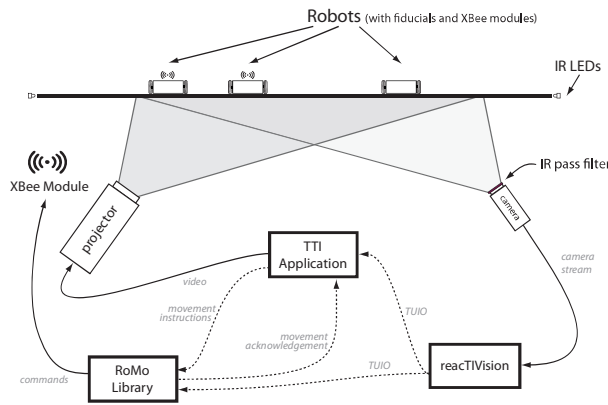 Robots (with fiducials and XBee modules)
IR LEDs
IR pass filter
XBee Module
projector
camera
TTI
Application
camera
stream
video
movement
instructions
TUIO
movement
acknowledgement
RoMo
Library
TUIO
reacTIVision
commands